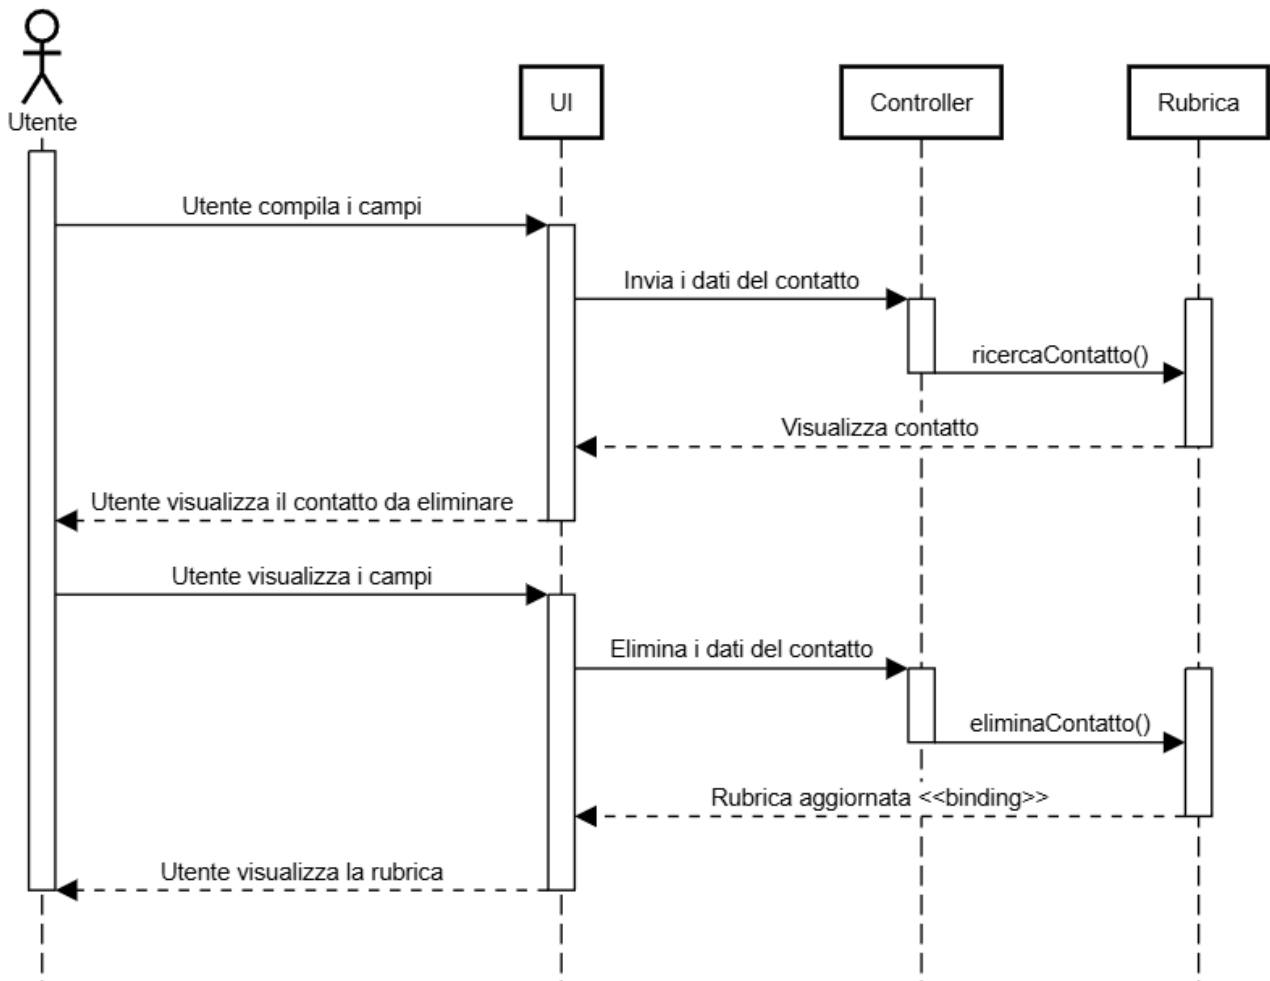 Utente
UI
Controller
Rubrica
Utente compila i campi
Invia i dati del contatto
ricercaContatto()
Visualizza contatto
Utente visualizza il contatto da eliminare
Utente visualizza i campi
Elimina i dati del contatto
eliminaContatto()
Rubrica aggiornata <<binding>>
Utente visualizza la rubrica